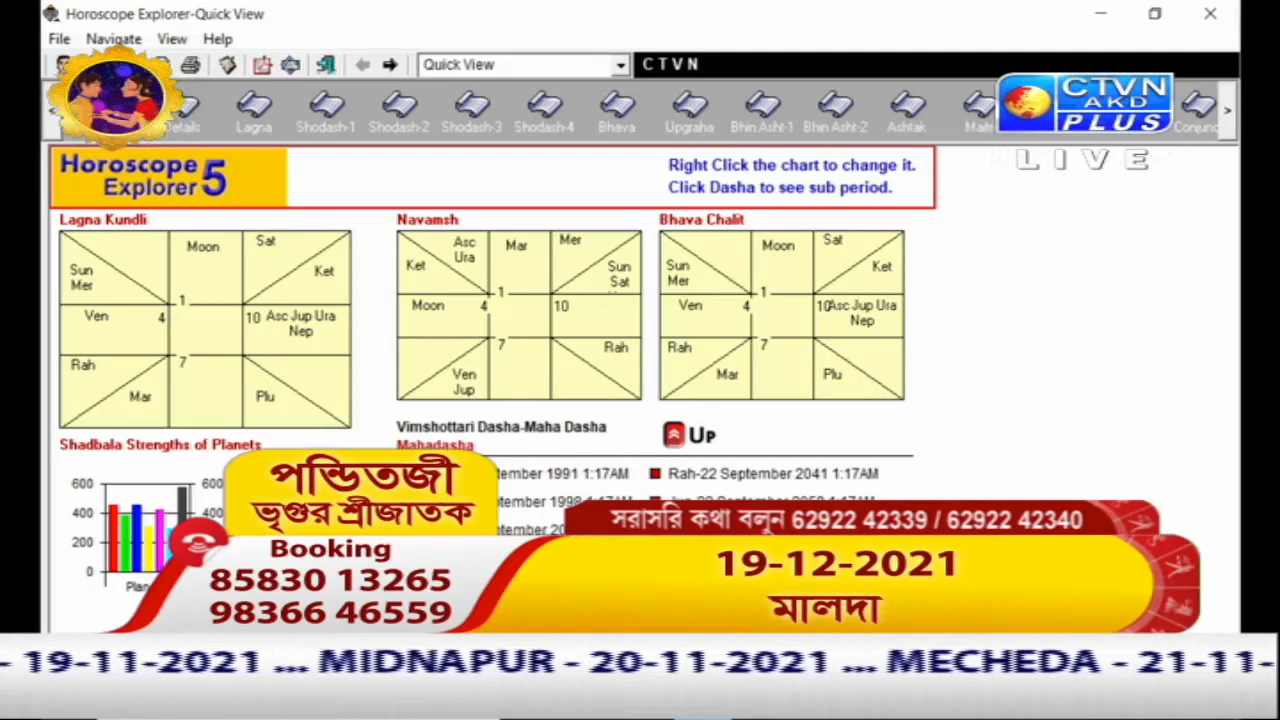 Horoscope Explorer-Quick View
File Navigate View Help
Quick View
CTVN
Lagna Shodash-1 Shodash-2 Shodash-3 Shodash-4 Bhava Upgraha Bhin Asht-1 Bhin Asht-2 Ashtak
CTVN
AKD
PLUS
LIVE
Horoscope
Explorer 5
Right Click the chart to change it.
Click Dasha to see sub period.
Lagna Kundli
Moon
Sat
Sun
Mer
Ket
1
Ven
4
10 Asc Jup Ura
Nep
Rah
7
Mar
Plu
Navamsh
Asc
Ura
Mar
Mer
Ket
Sun
Sat
1
Moon
4
10
7
Rah
Ven
Jup
Bhava Chalit
Moon
Sat
Sun
Mer
Ket
1
Ven
4
10 Asc Jup Ura
Nep
Rah
7
Mar
Plu
Shadbala Strengths of Planets
600
400
200
0
600
400
Vimshottari Dasha-Maha Dasha
UP
Mahadasha
tember 1991 1:17AM
Rah-22 September 2041 1:17AM
পন্ডিতজী
ভৃগুর শ্রীজাতক
Booking
85830 13265
98366 46559
সরাসরি কথা বলুন 62922 42339 / 62922 42340
19-12-2021
মালদা
- 19-11-2021 ... MIDNAPUR - 20-11-2021 ... MECHEDA - 21-11-